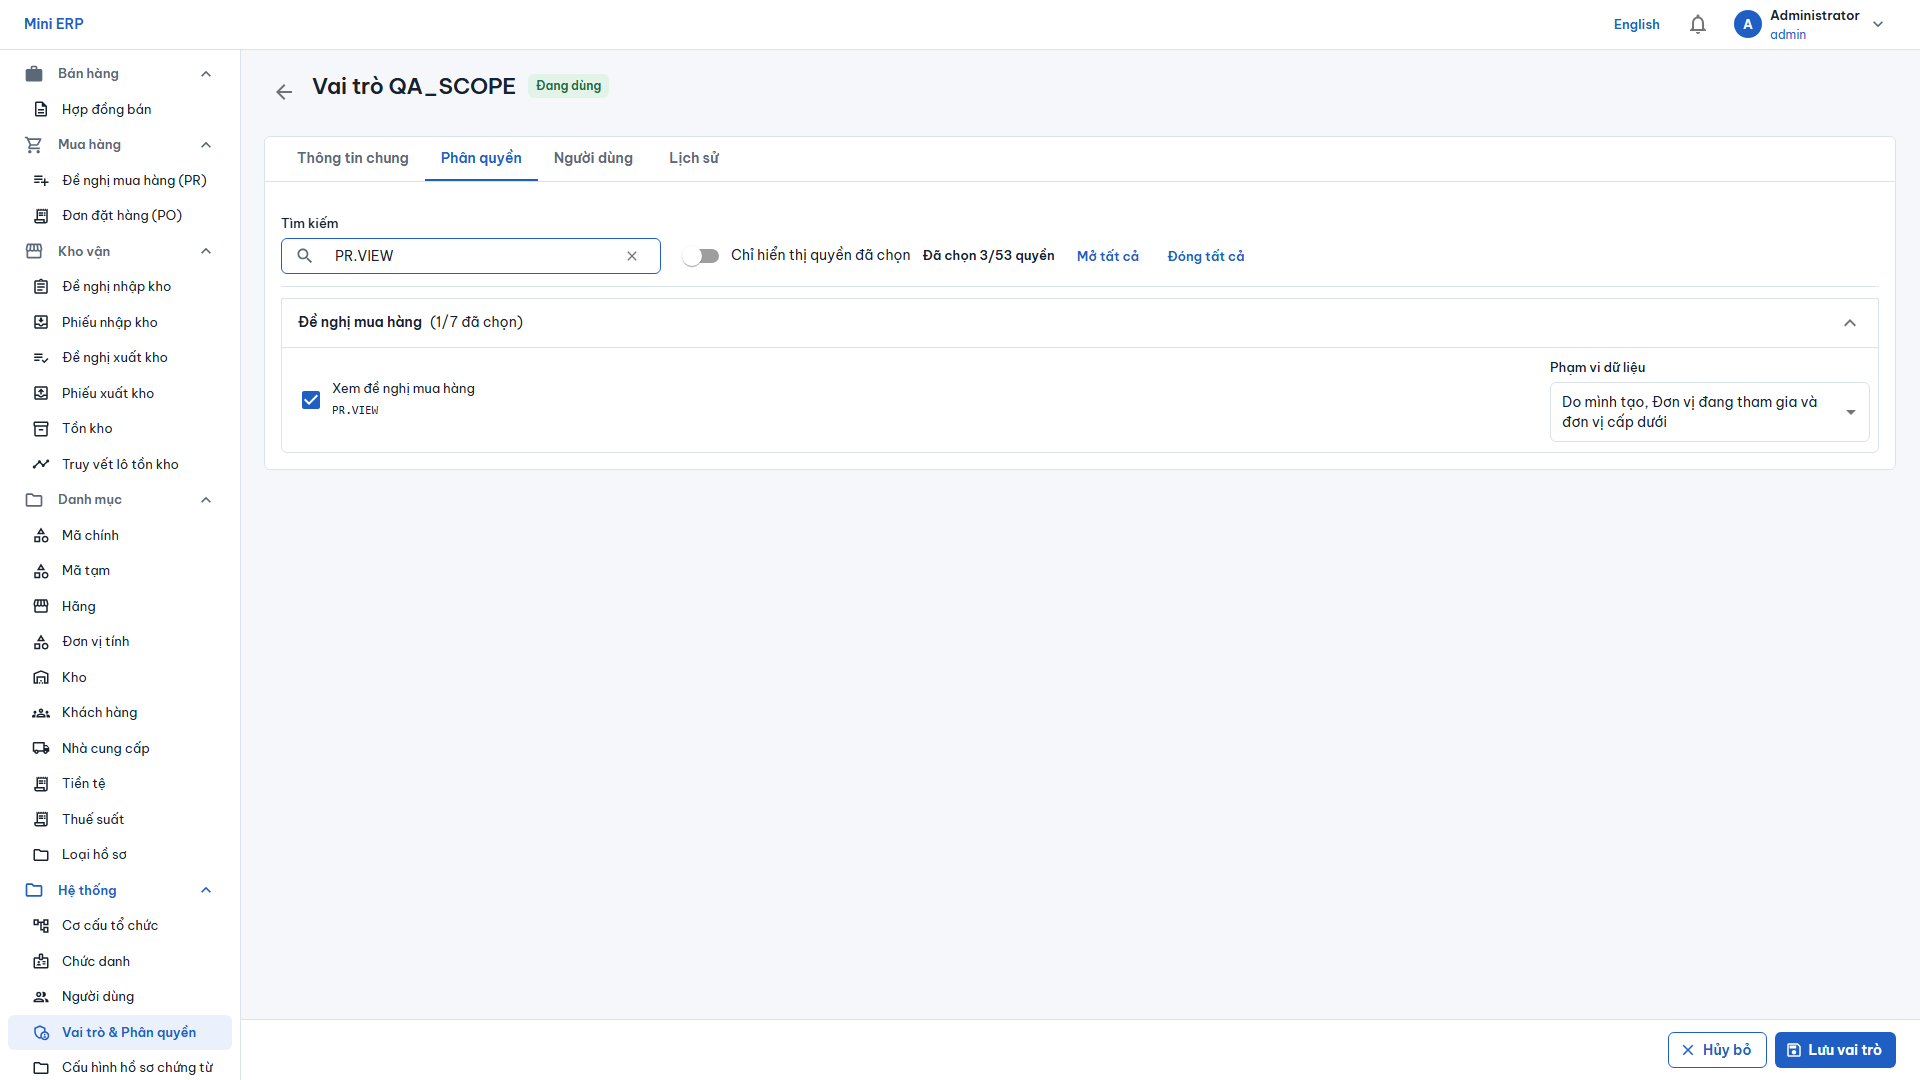 Mini ERP
English
A
Administrator
admin
Bán hàng
Hợp đồng bán
Mua hàng
Đề nghị mua hàng (PR)
Đơn đặt hàng (PO)
Kho vận
Đề nghị nhập kho
Phiếu nhập kho
Đề nghị xuất kho
Phiếu xuất kho
Tồn kho
Truy vết lô tồn kho
Danh mục
Mã chính
Mã tạm
Hãng
Đơn vị tính
Kho
Khách hàng
Nhà cung cấp
Tiền tệ
Thuế suất
Loại hồ sơ
Hệ thống
Cơ cấu tổ chức
Chức danh
Người dùng
Vai trò & Phân quyền
Cấu hình hồ sơ chứng từ
Vai trò QA_SCOPE
Đang dùng
Thông tin chung
Phân quyền
Người dùng
Lịch sử
Tìm kiếm
PR.VIEW
Chỉ hiển thị quyền đã chọn
Đã chọn 3/53 quyền
Mở tất cả
Đóng tất cả
Đề nghị mua hàng (1/7 đã chọn)
Xem đề nghị mua hàng
PR.VIEW
Phạm vi dữ liệu
Do mình tạo, Đơn vị đang tham gia và
đơn vị cấp dưới
Hủy bỏ
Lưu vai trò